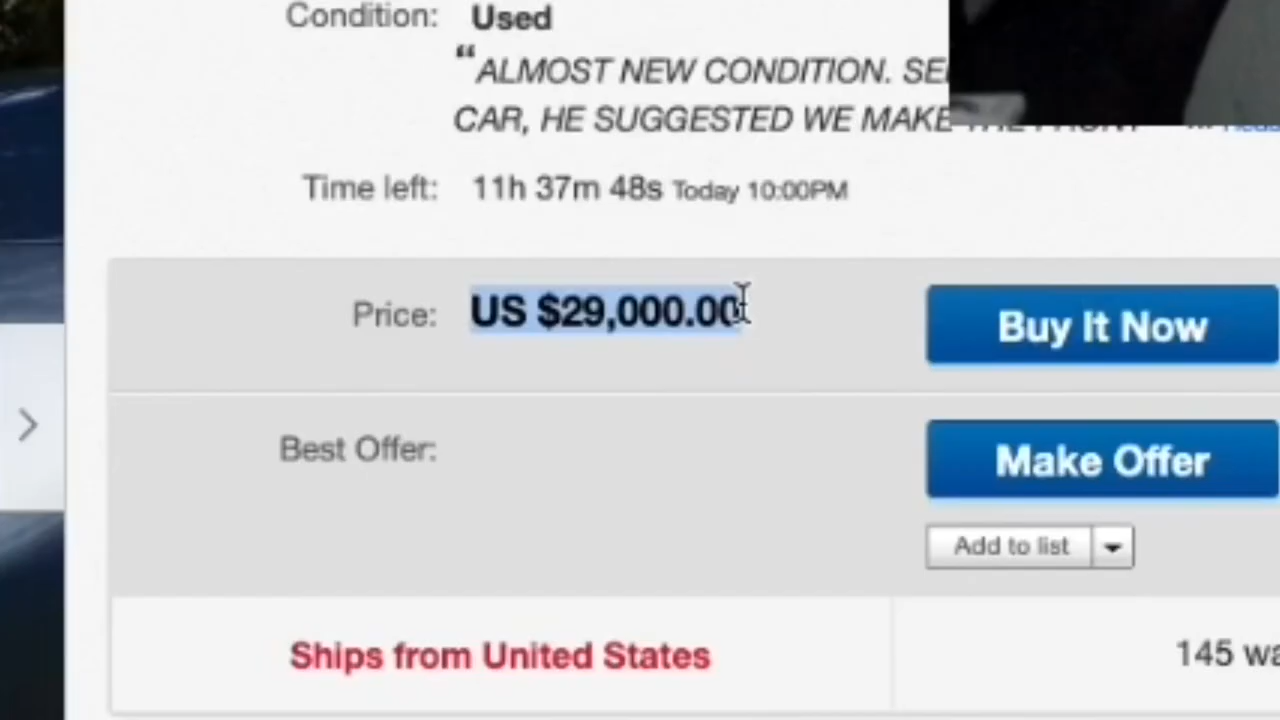 Condition: Used
“ALMOST NEW CONDITION.
CAR, HE SUGGESTED WE MAKE THE FRONT
Time left: 11h 37m 48s Today 10:00PM
Price: US $29,000.00
Buy It Now
Best Offer:
Make Offer
Add to list
Ships from United States
145